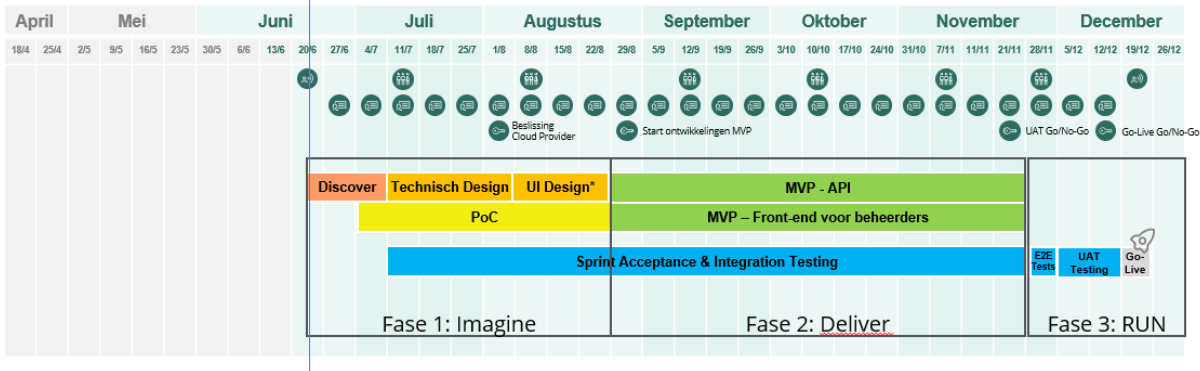 April Mei Juni Juli Augustus September Oktober November December
18/4 25/4 2/5 9/5 16/5 23/5 30/5 6/6 13/6 20/6 27/6 4/7 11/7 18/7 25/7 1/8 8/8 15/8 22/8 29/8 5/9 12/9 19/9 26/9 3/10 10/10 17/10 24/10 31/10 7/11 11/11 21/11 28/11 5/12 12/12 19/12 26/12
Beslissing
Cloud Provider
Start ontwikkelingen MVP
UAT Go/No-Go
Go-Live Go/No-Go
Discover
Technisch Design
UI Design*
MVP - API
PoC
MVP – Front-end voor beheerders
Sprint Acceptance & Integration Testing
E2E
Tests
UAT
Testing
Go-
Live
Fase 1: Imagine
Fase 2: Deliver
Fase 3: RUN